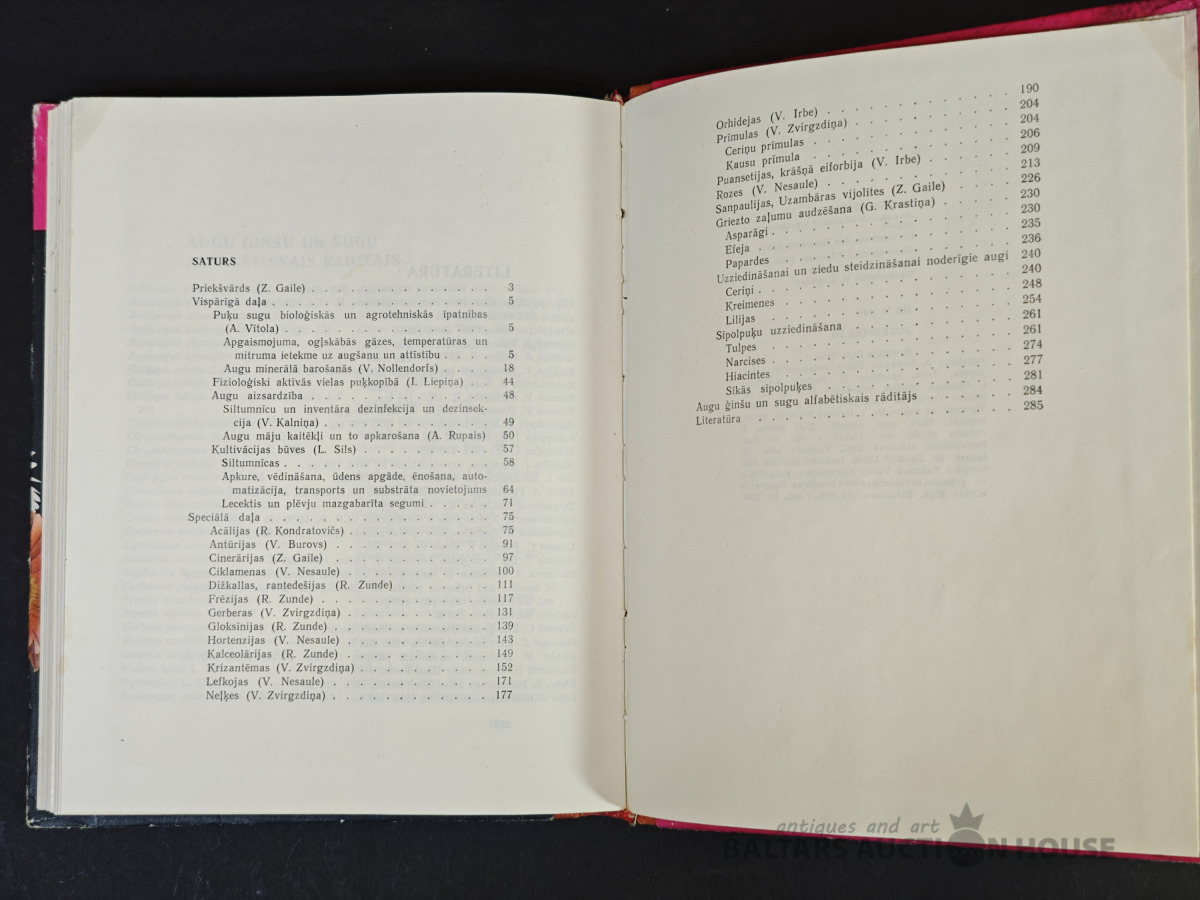 SATURS
Priekšvārds (Z. Gaile) . . . . . . . . . . . . 3
Vispārīgā daļa . . . . . . . . . . . . . . 5
Puķu sugu bioloģiskās un agrotehniskās īpatnības
(A. Vītola) . . . . . . . . . . . . . 5
Apgaismojuma, ogļskābās gāzes, temperatūras un
mitruma ietekme uz augšanu un attīstību . . . . 5
Augu minerālā barošanās (V. Nollendorfs) . . . . 18
Fizioloģiski aktīvās vielas puķkopībā (I. Liepiņa) . . 44
Augu aizsardzība . . . . . . . . . . . . 48
Siltumnīcu un inventāra dezinfekcija un dezinsek-
cija (V. Kalniņa) . . . . . . . . . . . 49
Augu māju kaitēkļi un to apkarošana (A. Rupais) 50
Kultivācijas būves (L. Sils) . . . . . . . . 57
Siltumnīcas . . . . . . . . . . . . . 58
Apkure, vēdināšana, ūdens apgāde, ēnošana, auto-
matizācija, transports un substrāta novietojums 64
Lecektis un plēvju mazgabarīta segumi . . . . . 71
Speciālā daļa . . . . . . . . . . . . . . 75
Acālijas (R. Kondratovičs) . . . . . . . . . 75
Antūrijas (V. Burovs) . . . . . . . . . . 91
Cinerārijas (Z. Gaile) . . . . . . . . . . 97
Ciklamenas (V. Nesaule) . . . . . . . . . 100
Dižkallas, rantedešijas (R. Zunde) . . . . . . 111
Frēzijas (R. Zunde) . . . . . . . . . . . 117
Gerberas (V. Zvirgzdiņa) . . . . . . . . . 131
Gloksīnijas (R. Zunde) . . . . . . . . . . 139
Hortenzijas (V. Nesaule) . . . . . . . . . 143
Kalceolārijas (R. Zunde) . . . . . . . . . 149
Krizantēmas (V. Zvirgzdiņa) . . . . . . . . 152
Lefkojas (V. Nesaule) . . . . . . . . . . 171
Neļķes (V. Zvirgzdiņa) . . . . . . . . . . 177
Orhidejas (V. Irbe) . . . . . . . . . . . 190
Prīmulas (V. Zvirgzdiņa) . . . . . . . . . 204
Ceriņu prīmulas . . . . . . . . . . . 204
Kausu prīmula . . . . . . . . . . . . 206
Puansetijas, krāšņā eiforbija (V. Irbe) . . . . . 209
Rozes (V. Nesaule) . . . . . . . . . . . 213
Sanpaulijas, Uzambāras vijolītes (Z. Gaile) . . . . 226
Griezto zaļumu audzēšana (G. Krastiņa) . . . . . 230
Asparāgi . . . . . . . . . . . . . . 230
Efeja . . . . . . . . . . . . . . . 235
Papardes . . . . . . . . . . . . . . 236
Uzziedināšanai un ziedu steidzināšanai noderīgie augi 240
Ceriņi . . . . . . . . . . . . . . . 240
Kreimenes . . . . . . . . . . . . . 248
Lilijas . . . . . . . . . . . . . . . 254
Sīpolpuķu uzziedināšana . . . . . . . . . . 261
Tulpes . . . . . . . . . . . . . . . 261
Narcises . . . . . . . . . . . . . . 274
Hiacintes . . . . . . . . . . . . . . 277
Sīkās sīpolpuķes . . . . . . . . . . . 281
Augu ģinšu un sugu alfabētiskais rādītājs . . . . . . 284
Literatūra . . . . . . . . . . . . . . . 285
antiques and art
BALTARS AUCTION HOUSE